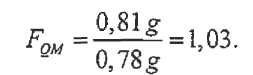 F_QM = 0,81 g / 0,78 g = 1,03.